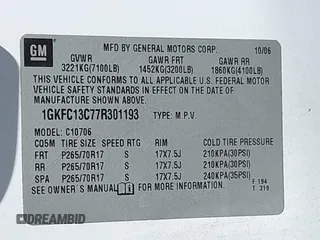 GM
MFD BY GENERAL MOTORS CORP. 10/06
GVWR GAWR FRT GAWR RR
3221KG(7100LB) 1452KG(3200LB) 1860KG(4100LB)
THIS VEHICLE CONFORMS TO ALL APPLICABLE U.S. FEDERAL MOTOR
VEHICLE SAFETY STANDARDS IN EFFECT ON THE DATE OF
MANUFACTURE SHOWN ABOVE.
1GKFC13C77R301193 TYPE: M.P.V.
MODEL: C10706
CQ5M TIRE SIZE SPEED RTG RIM COLD TIRE PRESSURE
FRT P265/70R17 S 17X7.5J 210KPA(30PSI)
RR P265/70R17 S 17X7.5J 210KPA(30PSI)
SPA P265/70R17 S 17X7.5J 240KPA(35PSI)
SEE OWNER'S MANUAL FOR MORE INFORMATION.
F 194
T 319
DREAMBID